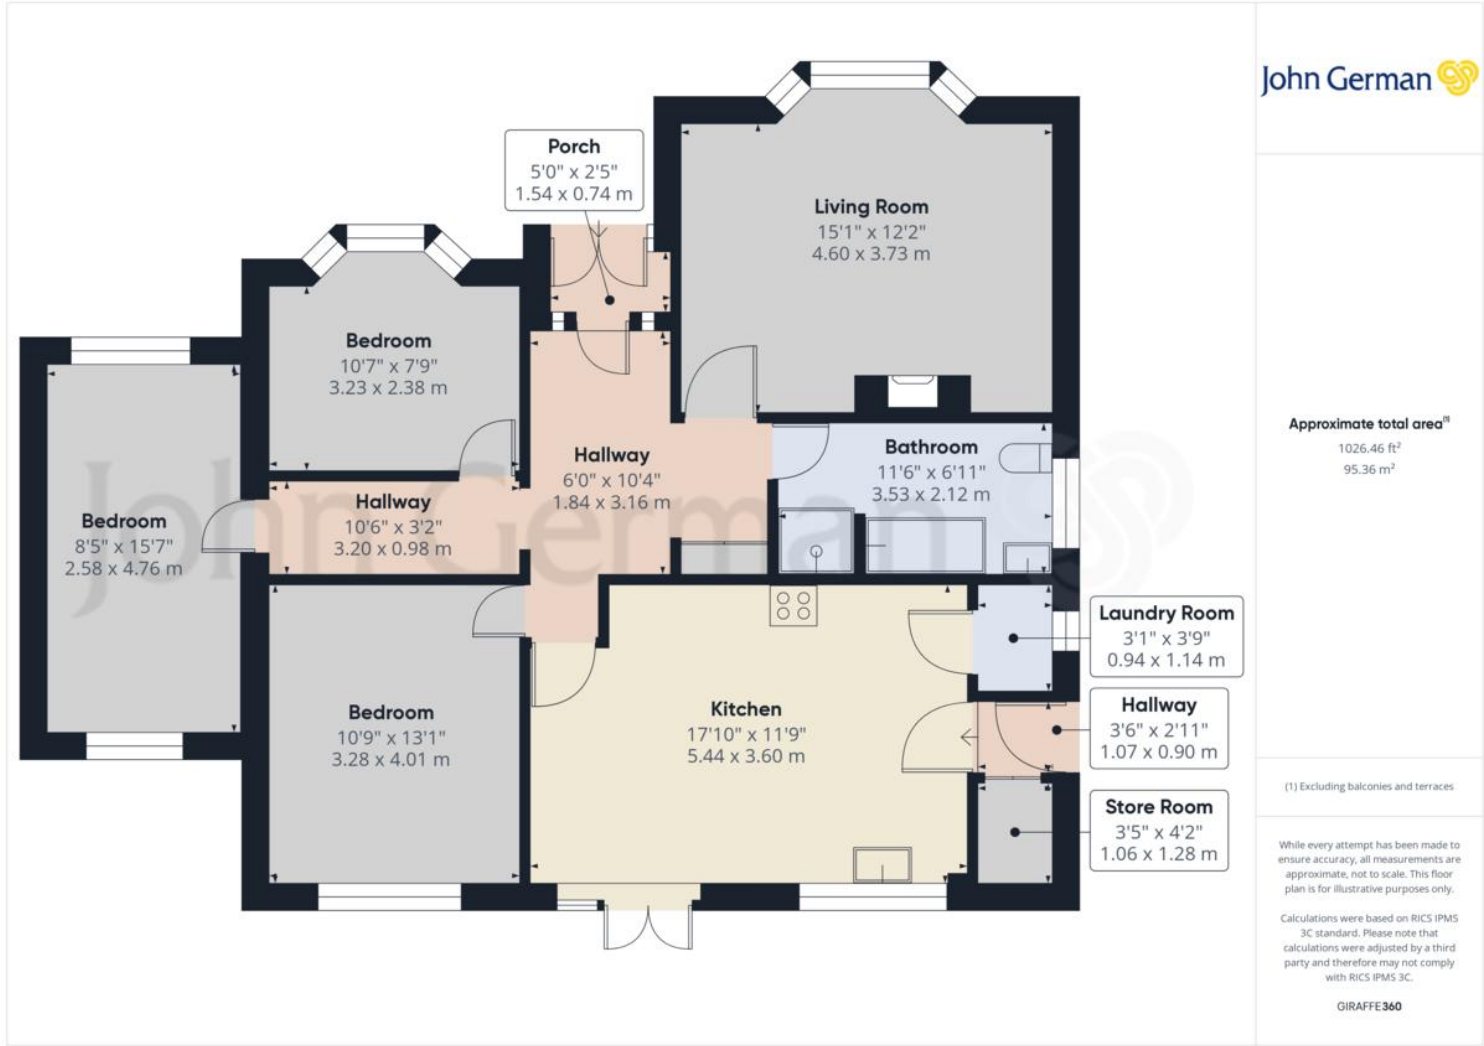 John German
Porch
5'0" x 2'5"
1.54 x 0.74 m
Living Room
15'1" x 12'2"
4.60 x 3.73 m
Bedroom
10'7" x 7'9"
3.23 x 2.38 m
Hallway
6'0" x 10'4"
1.84 x 3.16 m
Bathroom
11'6" x 6'11"
3.53 x 2.12 m
Hallway
10'6" x 3'2"
3.20 x 0.98 m
Bedroom
8'5" x 15'7"
2.58 x 4.76 m
John German
Laundry Room
3'1" x 3'9"
0.94 x 1.14 m
Bedroom
10'9" x 13'1"
3.28 x 4.01 m
Kitchen
17'10" x 11'9"
5.44 x 3.60 m
Hallway
3'6" x 2'11"
1.07 x 0.90 m
Store Room
3'5" x 4'2"
1.06 x 1.28 m
Approximate total area⁽¹⁾
1026.46 ft²
95.36 m²
(1) Excluding balconies and terraces
While every attempt has been made to
ensure accuracy, all measurements are
approximate, not to scale. This floor
plan is for illustrative purposes only.
Calculations were based on RICS IPMS
3C standard. Please note that
calculations were adjusted by a third
party and therefore may not comply
with RICS IPMS 3C.
GIRAFFE360